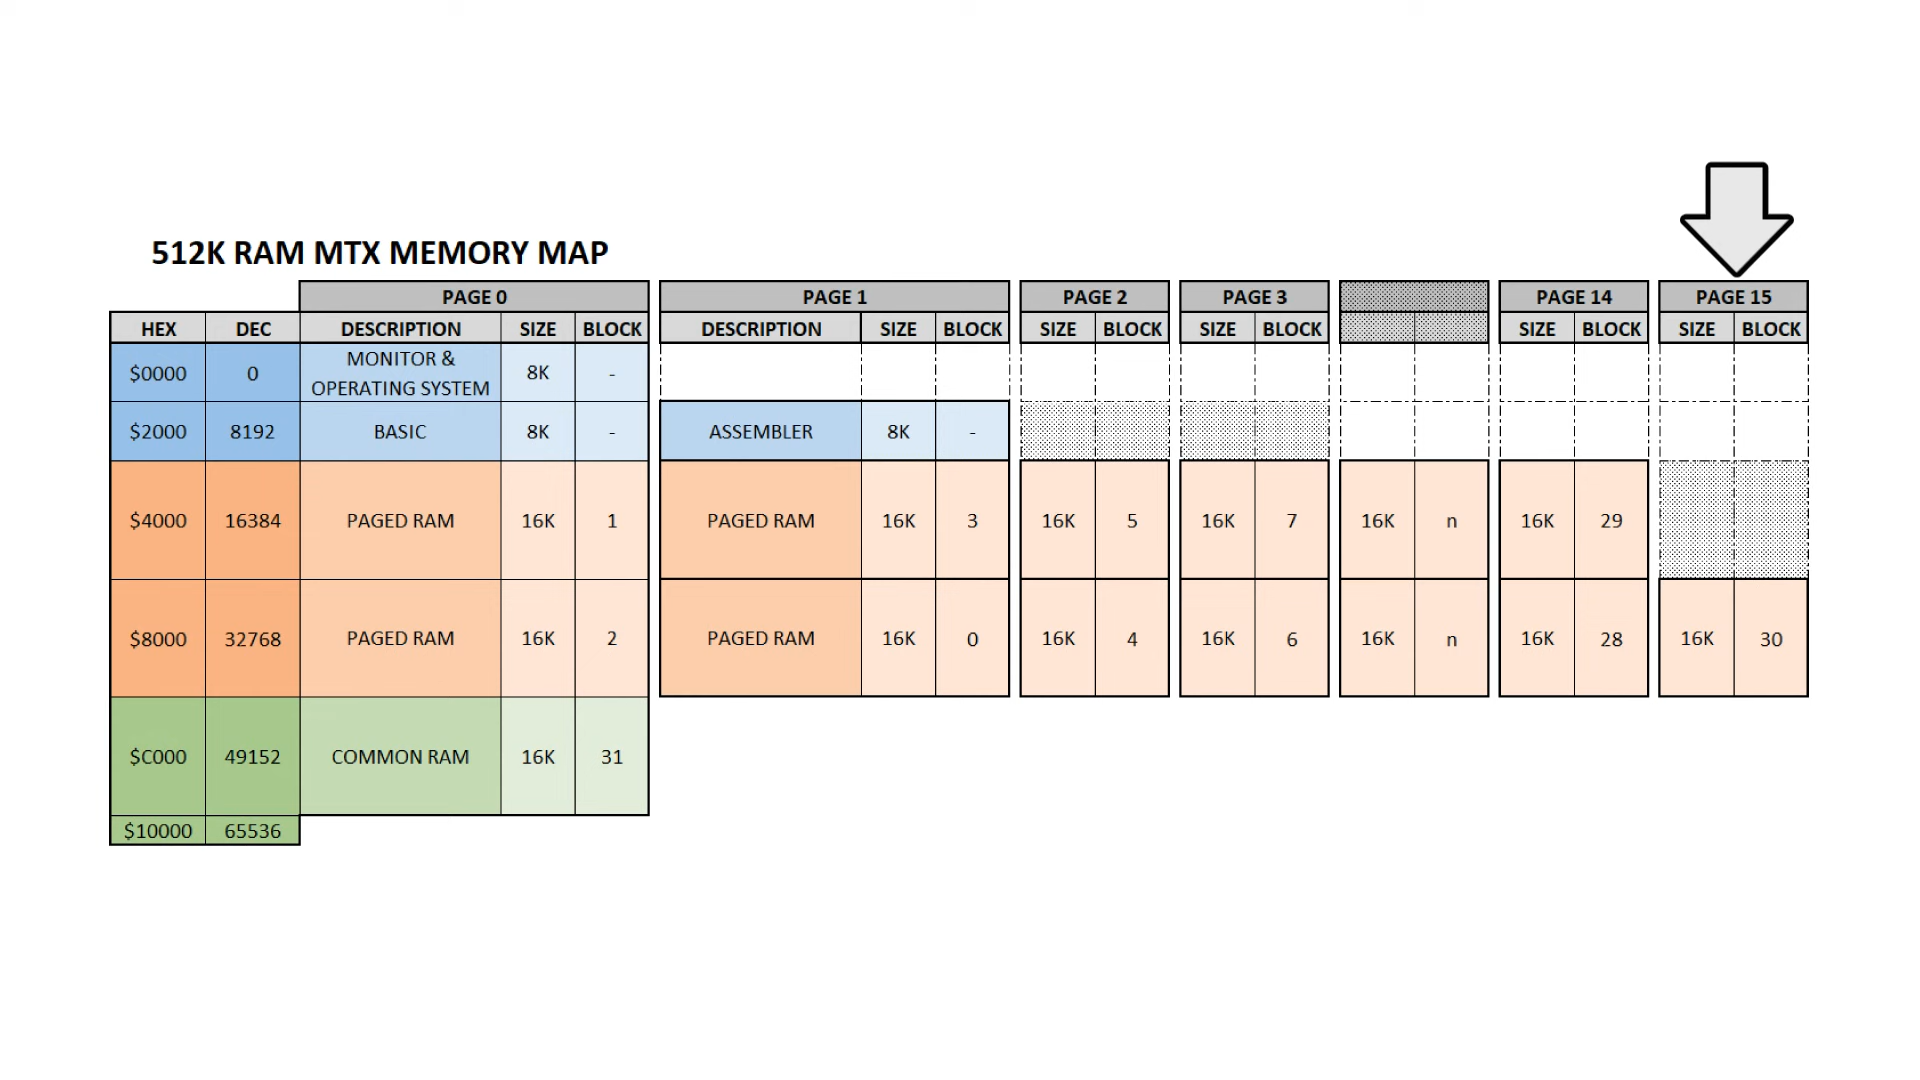 512K RAM MTX MEMORY MAP
PAGE 0 PAGE 1 PAGE 2 PAGE 3 PAGE 14 PAGE 15
HEX DEC DESCRIPTION SIZE BLOCK DESCRIPTION SIZE BLOCK SIZE BLOCK SIZE BLOCK SIZE BLOCK SIZE BLOCK
$0000 0 MONITOR & OPERATING SYSTEM 8K -
$2000 8192 BASIC 8K - ASSEMBLER 8K -
$4000 16384 PAGED RAM 16K 1 PAGED RAM 16K 3 16K 5 16K 7 16K n 16K 29
$8000 32768 PAGED RAM 16K 2 PAGED RAM 16K 0 16K 4 16K 6 16K n 16K 28 16K 30
$C000 49152 COMMON RAM 16K 31
$10000 65536